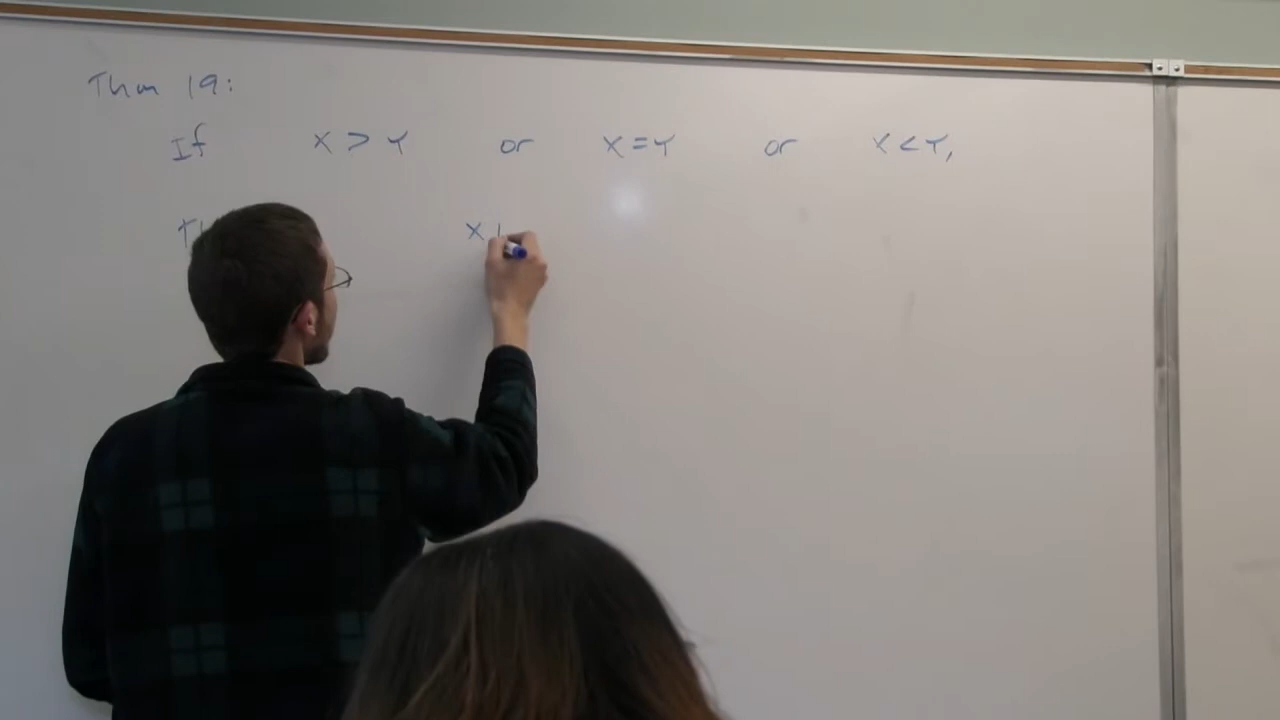 Thm 19:
If X > Y or X = Y or X < Y,
X